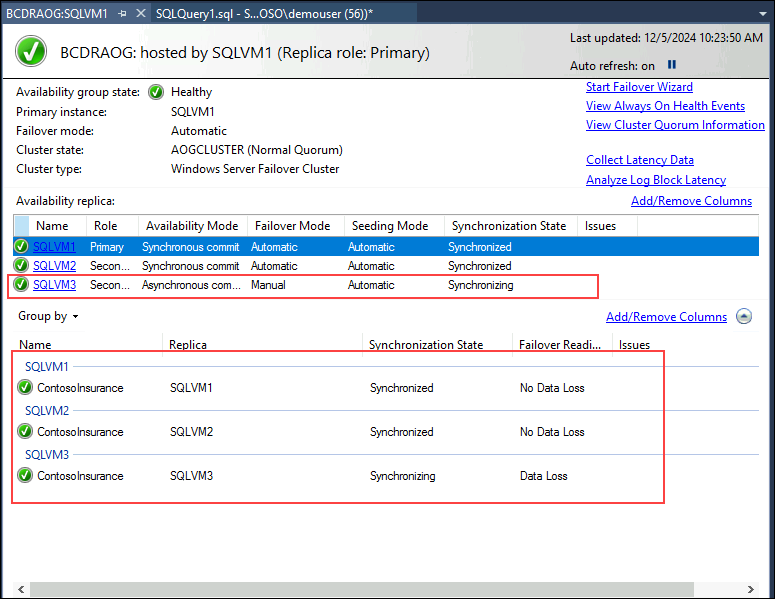 BCDRAOG:SQLVM1 SQLQuery1.sql - S...OSO\demouser (56))*
BCDRAOG: hosted by SQLVM1 (Replica role: Primary)
Last updated: 12/5/2024 10:23:50 AM
Auto refresh: on
Availability group state: Healthy
Primary instance: SQLVM1
Failover mode: Automatic
Cluster state: AOGCLUSTER (Normal Quorum)
Cluster type: Windows Server Failover Cluster
Start Failover Wizard
View Always On Health Events
View Cluster Quorum Information
Collect Latency Data
Analyze Log Block Latency
Availability replica: Add/Remove Columns
Name Role Availability Mode Failover Mode Seeding Mode Synchronization State Issues
SQLVM1 Primary Synchronous commit Automatic Automatic Synchronized
SQLVM2 Secon... Synchronous commit Automatic Automatic Synchronized
SQLVM3 Secon... Asynchronous com... Manual Automatic Synchronizing
Group by Add/Remove Columns
Name Replica Synchronization State Failover Readi... Issues
SQLVM1
ContosoInsurance SQLVM1 Synchronized No Data Loss
SQLVM2
ContosoInsurance SQLVM2 Synchronized No Data Loss
SQLVM3
ContosoInsurance SQLVM3 Synchronizing Data Loss